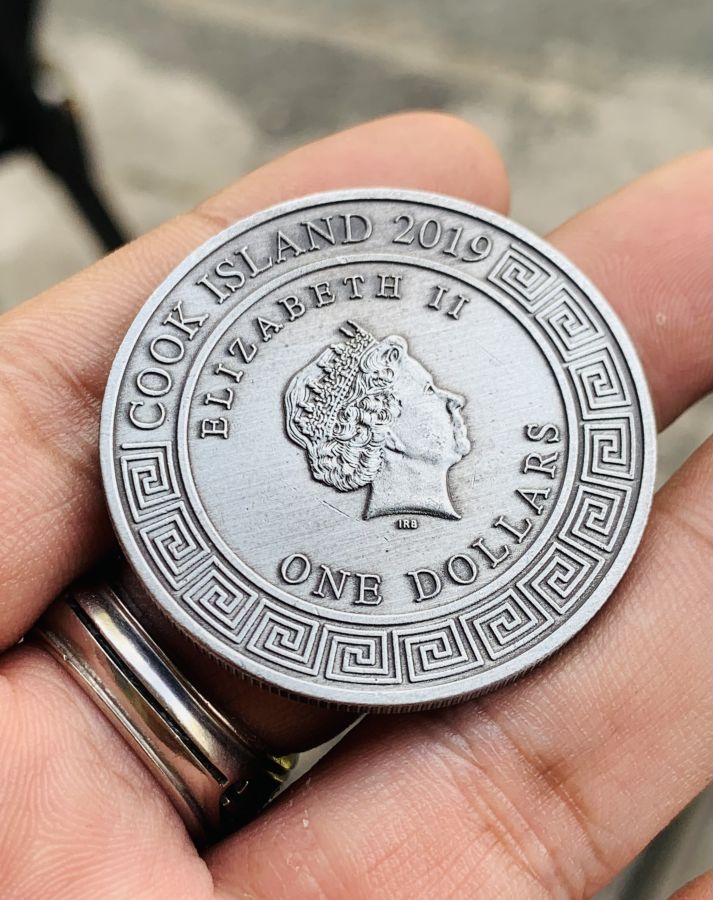 COOK ISLAND 2019
ELIZABETH II
IRB
ONE DOLLARS